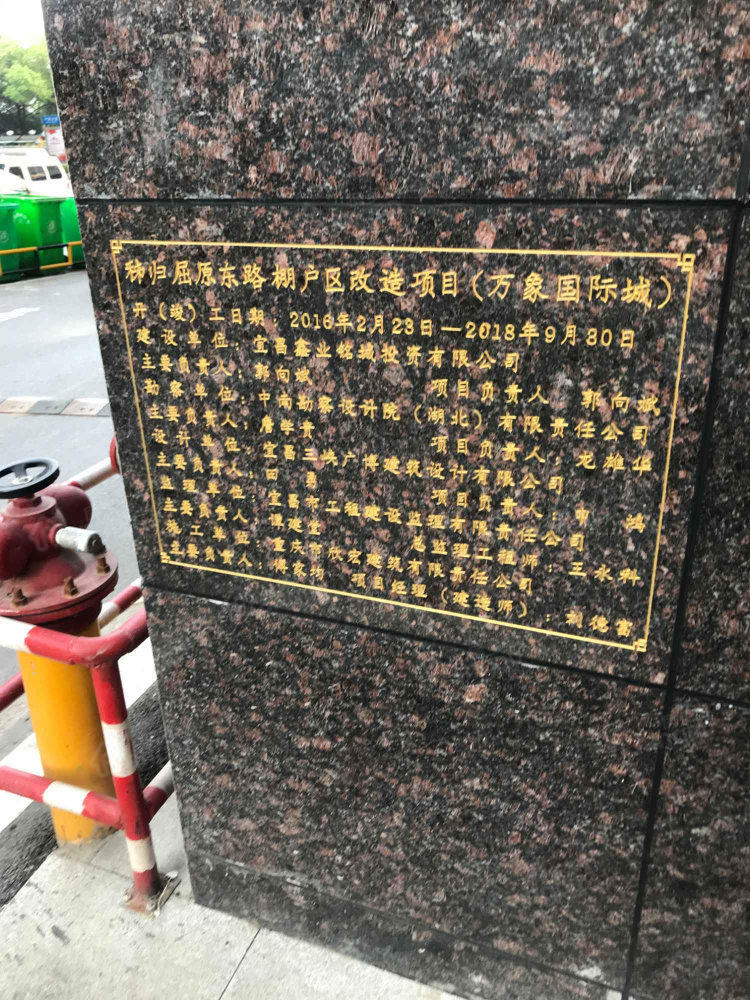 秭归屈原东路棚户区改造项目（万象国际城）
开（竣）工日期：2016年2月23日—2018年9月30日
建设单位：宜昌鑫业铭城投资有限公司
主要负责人：郭向斌 项目负责人 郭向斌
勘察单位：中南勘察设计院（湖北）有限责任公司
主要负责人：唐学贵 项目负责人：龙雄华
设计单位：宜昌三峡广博建筑设计有限公司
主要负责人：田勇 项目负责人：申鸿
监理单位：宜昌市工程建设监理有限责任公司
主要负责人：谭建堂 总监理工程师：王永科
施工单位：重庆市欣宏建筑有限责任公司
主要负责人：傅家均 项目经理（建造师）：刘德富